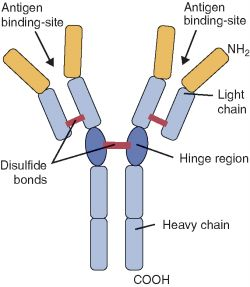 Antigen
binding-site
Antigen
binding-site
NH2
Light
chain
Disulfide
bonds
Hinge region
Heavy chain
COOH